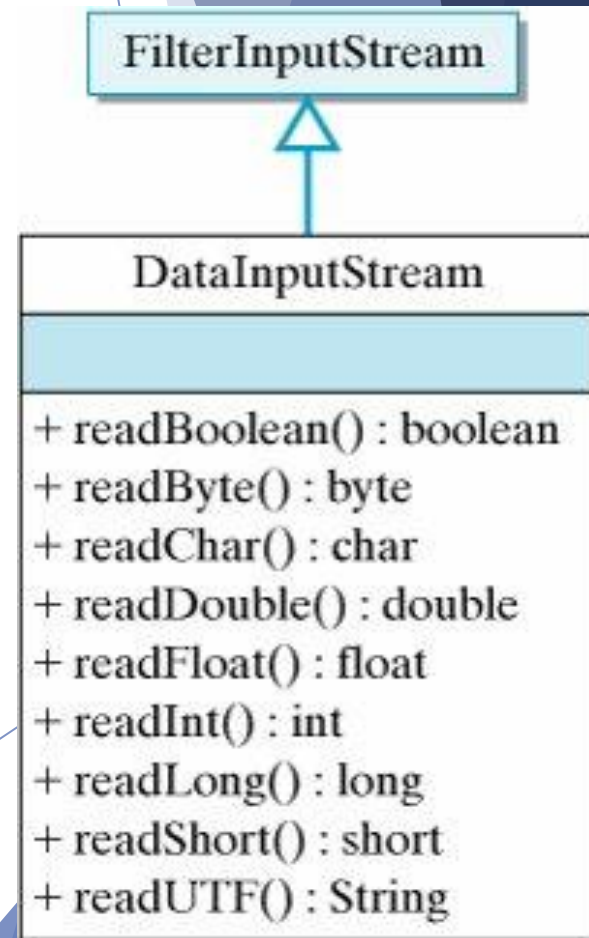 FilterInputStream
DataInputStream
+ readBoolean() : boolean
+ readByte() : byte
+ readChar() : char
+ readDouble() : double
+ readFloat() : float
+ readInt() : int
+ readLong() : long
+ readShort() : short
+ readUTF() : String